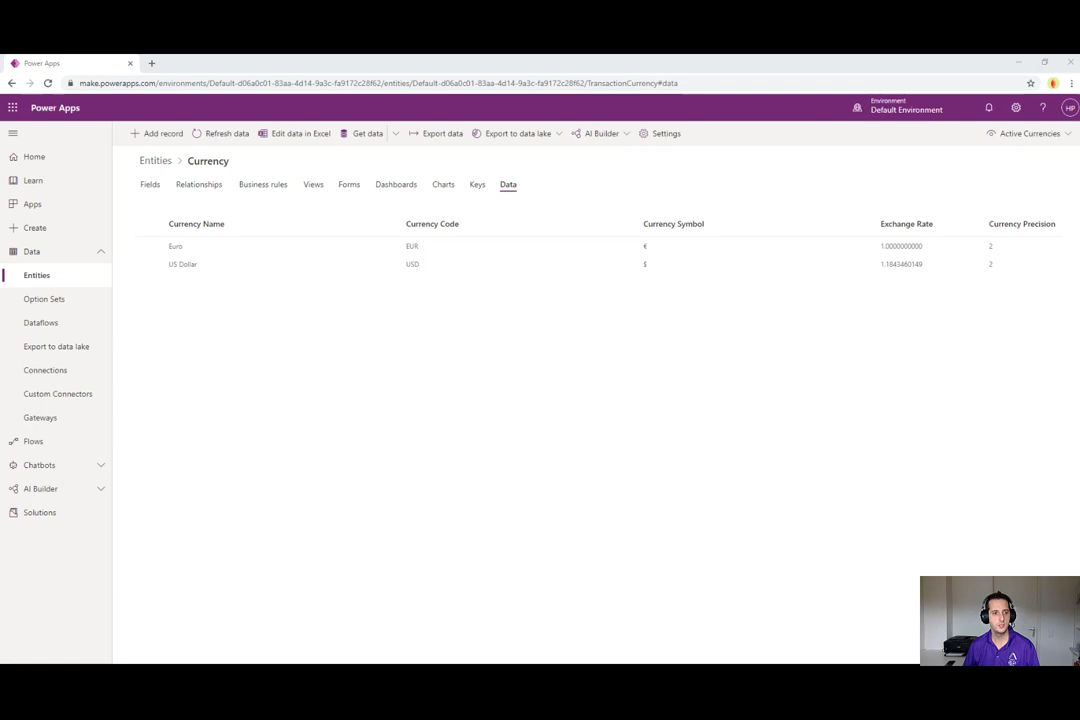 Power Apps
make.powerapps.com/environments/Default-d06a0c01-83aa-4d14-9a3c-fa9172c28f62/entities/Default-d06a0c01-83aa-4d14-9a3c-fa9172c28f62/TransactionCurrency#data
Power Apps
Environment
Default Environment
HP
Add record Refresh data Edit data in Excel Get data Export data Export to data lake AI Builder Settings Active Currencies
Entities > Currency
Fields Relationships Business rules Views Forms Dashboards Charts Keys Data
Currency Name Currency Code Currency Symbol Exchange Rate Currency Precision
Euro EUR € 1.0000000000 2
US Dollar USD $ 1.1843460149 2
Home
Learn
Apps
Create
Data
Entities
Option Sets
Dataflows
Export to data lake
Connections
Custom Connectors
Gateways
Flows
Chatbots
AI Builder
Solutions